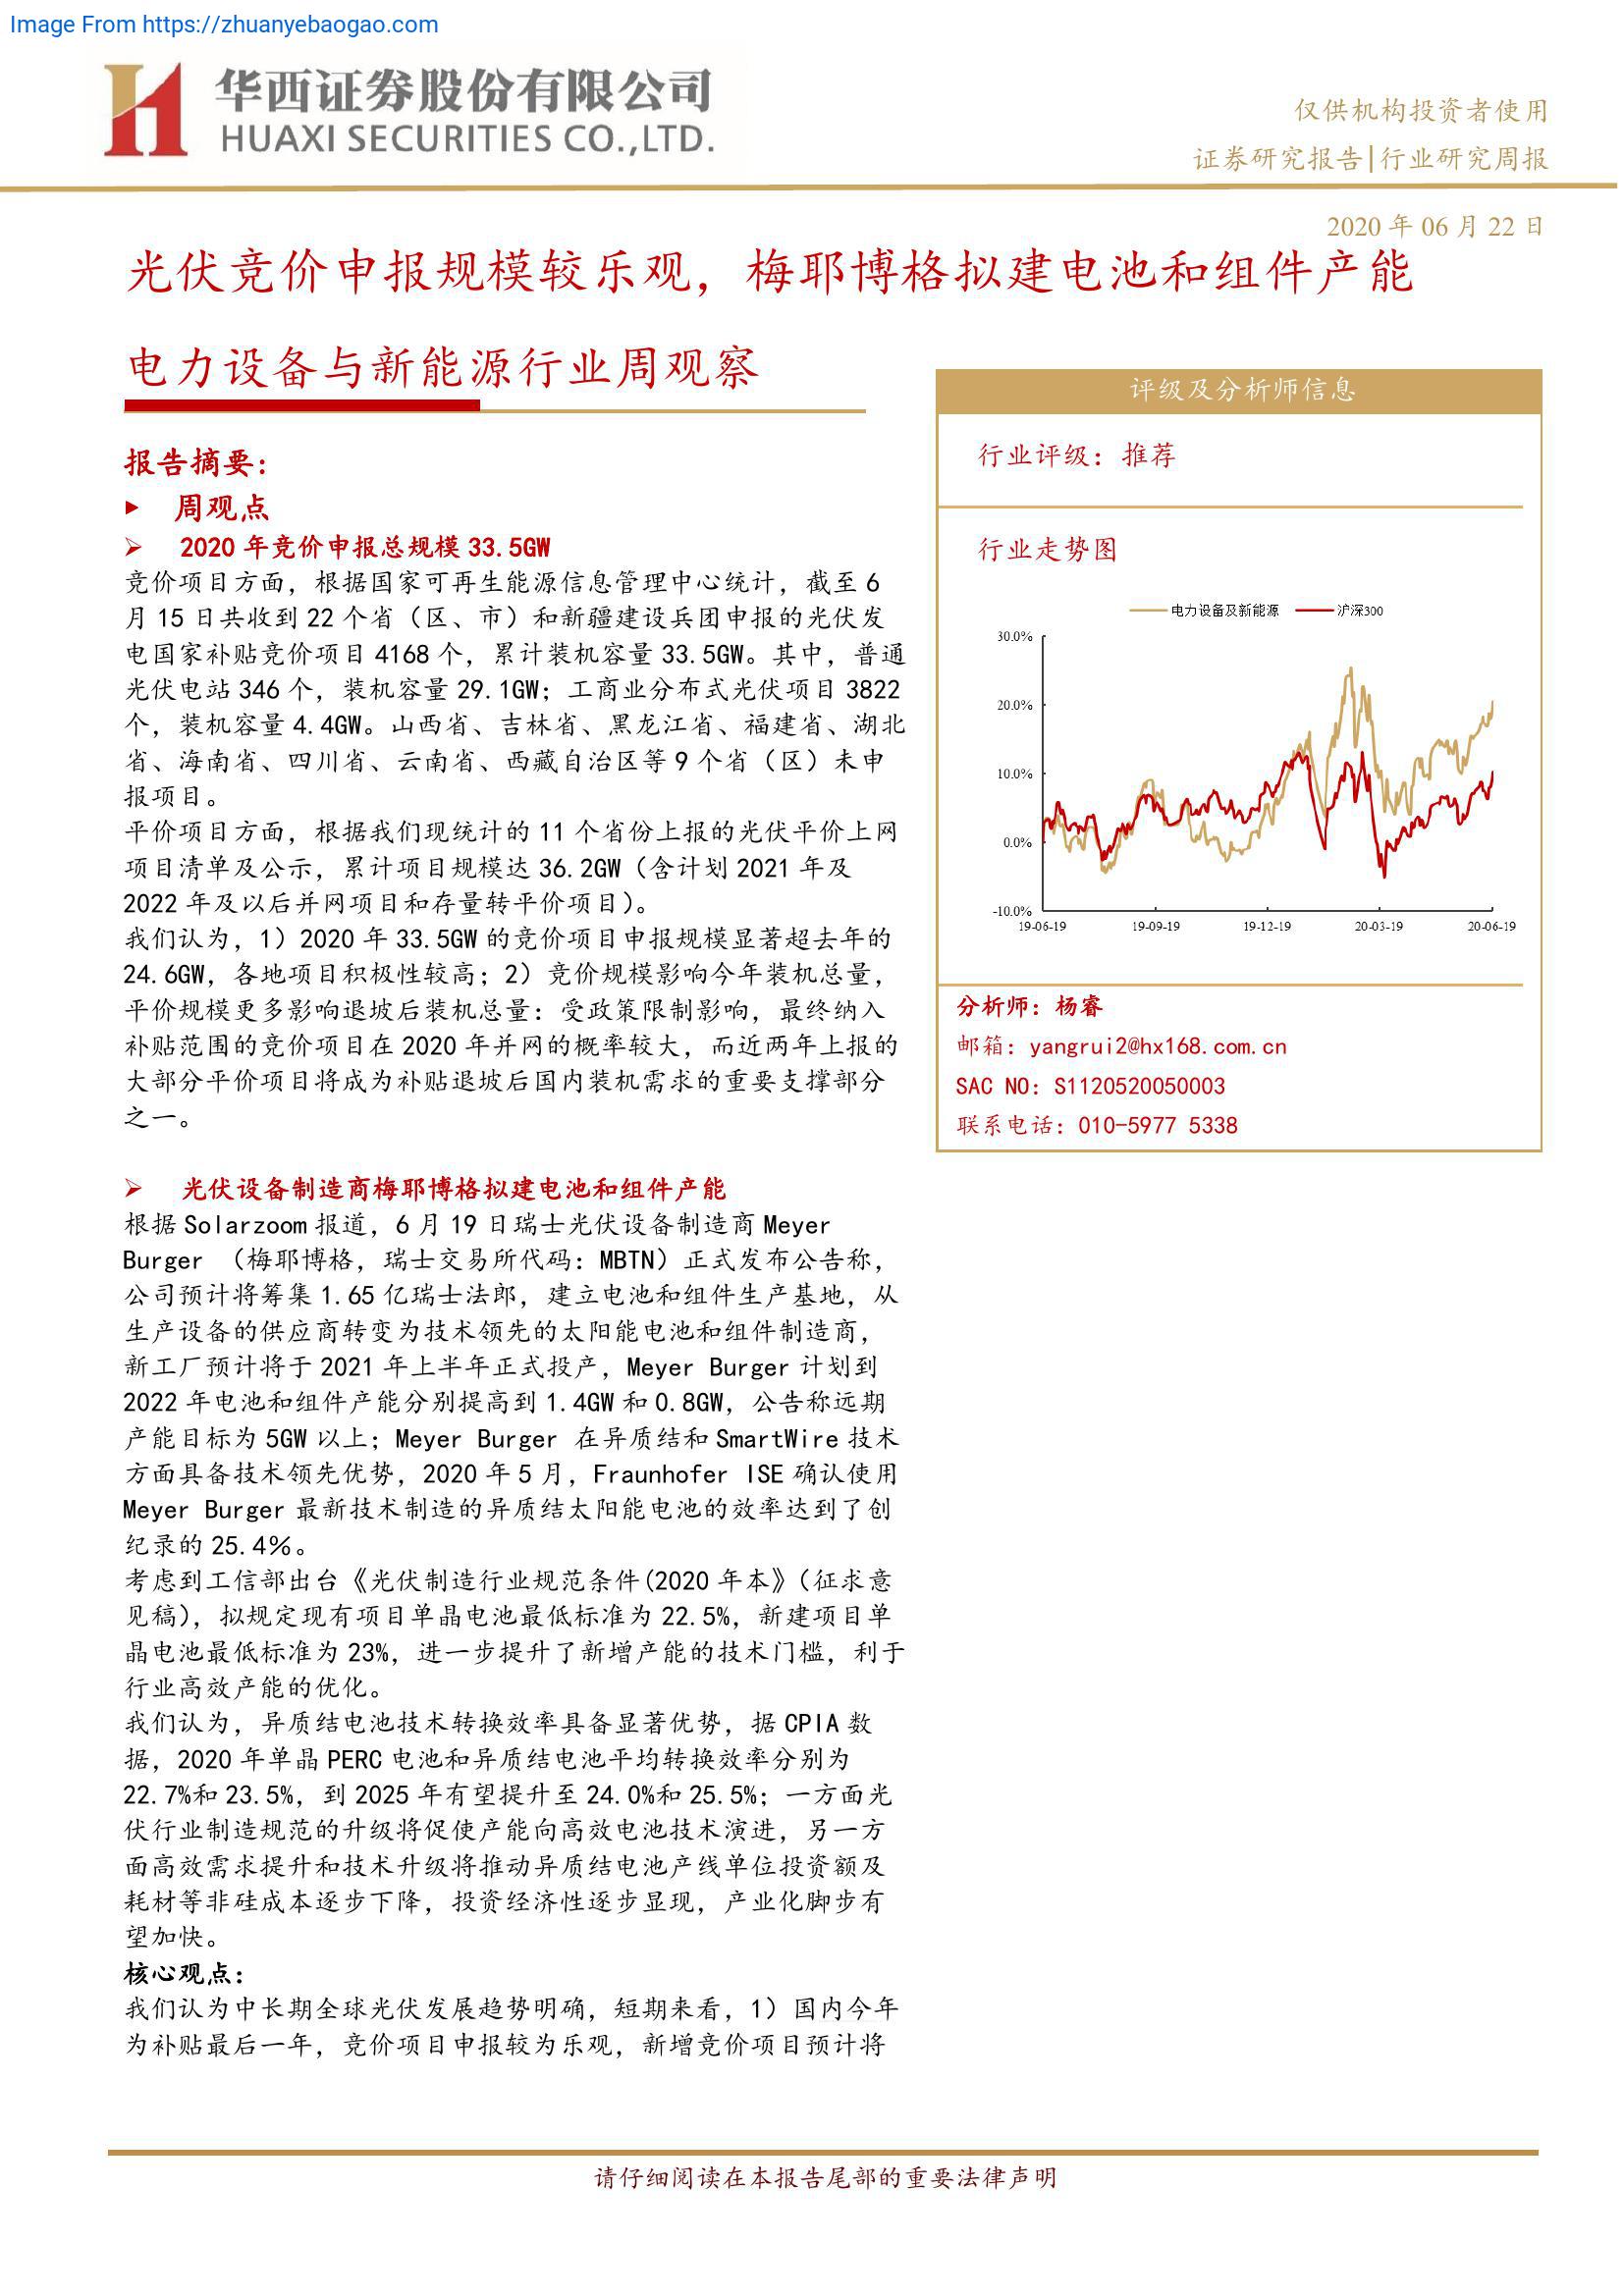 Image From https://zhuanyebaogao.com
华西证券股份有限公司
HUAXI SECURITIES CO.,LTD.
仅供机构投资者使用
证券研究报告|行业研究周报
2020 年 06 月 22 日
光伏竞价申报规模较乐观，梅耶博格拟建电池和组件产能
电力设备与新能源行业周观察
报告摘要：
周观点
2020 年竞价申报总规模 33.5GW
竞价项目方面，根据国家可再生能源信息管理中心统计，截至 6
月 15 日共收到 22 个省（区、市）和新疆建设兵团申报的光伏发
电国家补贴竞价项目 4168 个，累计装机容量 33.5GW。其中，普通
光伏电站 346 个，装机容量 29.1GW；工商业分布式光伏项目 3822
个，装机容量 4.4GW。山西省、吉林省、黑龙江省、福建省、湖北
省、海南省、四川省、云南省、西藏自治区等 9 个省（区）未申
报项目。
平价项目方面，根据我们现统计的 11 个省份上报的光伏平价上网
项目清单及公示，累计项目规模达 36.2GW（含计划 2021 年及
2022 年及以后并网项目和存量转平价项目）。
我们认为，1）2020 年 33.5GW 的竞价项目申报规模显著超去年的
24.6GW，各地项目积极性较高；2）竞价规模影响今年装机总量，
平价规模更多影响退坡后装机总量：受政策限制影响，最终纳入
补贴范围的竞价项目在 2020 年并网的概率较大，而近两年上报的
大部分平价项目将成为补贴退坡后国内装机需求的重要支撑部分
之一。
光伏设备制造商梅耶博格拟建电池和组件产能
根据 Solarzoom 报道，6 月 19 日瑞士光伏设备制造商 Meyer
Burger （梅耶博格，瑞士交易所代码：MBTN）正式发布公告称，
公司预计将筹集 1.65 亿瑞士法郎，建立电池和组件生产基地，从
生产设备的供应商转变为技术领先的太阳能电池和组件制造商，
新工厂预计将于 2021 年上半年正式投产，Meyer Burger 计划到
2022 年电池和组件产能分别提高到 1.4GW 和 0.8GW，公告称远期
产能目标为 5GW 以上；Meyer Burger 在异质结和 SmartWire 技术
方面具备技术领先优势，2020 年 5 月，Fraunhofer ISE 确认使用
Meyer Burger 最新技术制造的异质结太阳能电池的效率达到了创
纪录的 25.4％。
考虑到工信部出台《光伏制造行业规范条件(2020 年本》（征求意
见稿），拟规定现有项目单晶电池最低标准为 22.5%，新建项目单
晶电池最低标准为 23%，进一步提升了新增产能的技术门槛，利于
行业高效产能的优化。
我们认为，异质结电池技术转换效率具备显著优势，据 CPIA 数
据，2020 年单晶 PERC 电池和异质结电池平均转换效率分别为
22.7%和 23.5%，到 2025 年有望提升至 24.0%和 25.5%；一方面光
伏行业制造规范的升级将促使产能向高效电池技术演进，另一方
面高效需求提升和技术升级将推动异质结电池产线单位投资额及
耗材等非硅成本逐步下降，投资经济性逐步显现，产业化脚步有
望加快。
核心观点：
我们认为中长期全球光伏发展趋势明确，短期来看，1）国内今年
为补贴最后一年，竞价项目申报较为乐观，新增竞价项目预计将
评级及分析师信息
行业评级：推荐
行业走势图
电力设备及新能源 沪深300
30.0%
20.0%
10.0%
0.0%
-10.0%
19-06-19 19-09-19 19-12-19 20-03-19 20-06-19
分析师：杨睿
邮箱：yangrui2@hx168.com.cn
SAC NO：S1120520050003
联系电话：010-5977 5338
请仔细阅读在本报告尾部的重要法律声明